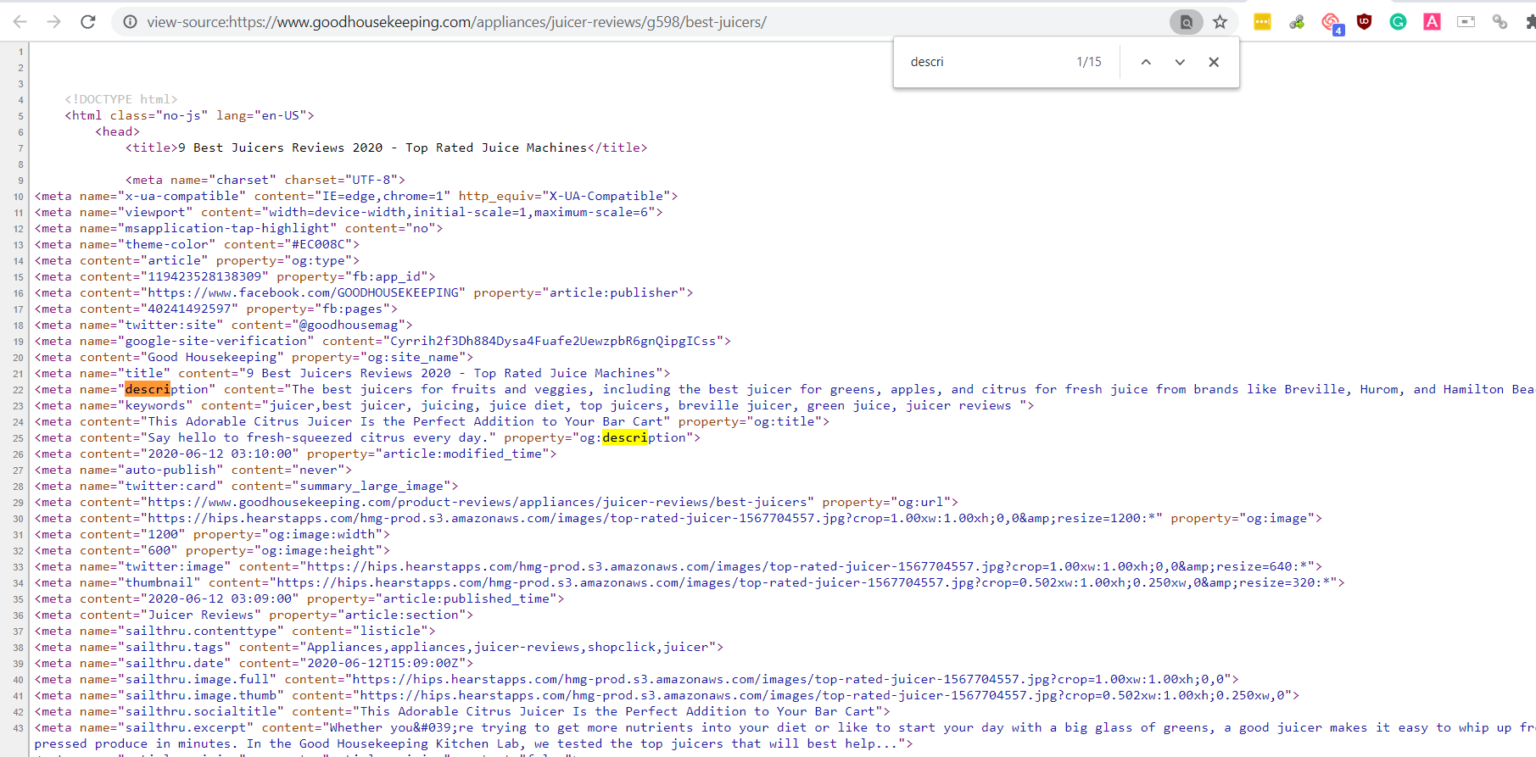 view-source:https://www.goodhousekeeping.com/appliances/juicer-reviews/g598/best-juicers/
4
descri 1/15
1
2
3
4 <!DOCTYPE html>
5 <html class="no-js" lang="en-US">
6 <head>
7 <title>9 Best Juicers Reviews 2020 - Top Rated Juice Machines</title>
8
9 <meta name="charset" charset="UTF-8">
10 <meta name="x-ua-compatible" content="IE=edge,chrome=1" http_equiv="X-UA-Compatible">
11 <meta name="viewport" content="width=device-width,initial-scale=1,maximum-scale=6">
12 <meta name="msapplication-tap-highlight" content="no">
13 <meta name="theme-color" content="#EC008C">
14 <meta content="article" property="og:type">
15 <meta content="119423528138309" property="fb:app_id">
16 <meta content="https://www.facebook.com/GOODHOUSEKEEPING" property="article:publisher">
17 <meta content="40241492597" property="fb:pages">
18 <meta name="twitter:site" content="@goodhousemag">
19 <meta name="google-site-verification" content="Cyrrih2f3Dh884Dysa4Fuafe2UewzpbR6gnQipgICss">
20 <meta content="Good Housekeeping" property="og:site_name">
21 <meta name="title" content="9 Best Juicers Reviews 2020 - Top Rated Juice Machines">
22 <meta name="description" content="The best juicers for fruits and veggies, including the best juicer for greens, apples, and citrus for fresh juice from brands like Breville, Hurom, and Hamilton Bea
23 <meta name="keywords" content="juicer,best juicer, juicing, juice diet, top juicers, breville juicer, green juice, juicer reviews ">
24 <meta content="This Adorable Citrus Juicer Is the Perfect Addition to Your Bar Cart" property="og:title">
25 <meta content="Say hello to fresh-squeezed citrus every day." property="og:description">
26 <meta content="2020-06-12 03:10:00" property="article:modified_time">
27 <meta name="auto-publish" content="never">
28 <meta name="twitter:card" content="summary_large_image">
29 <meta content="https://www.goodhousekeeping.com/product-reviews/appliances/juicer-reviews/best-juicers" property="og:url">
30 <meta content="https://hips.hearstapps.com/hmg-prod.s3.amazonaws.com/images/top-rated-juicer-1567704557.jpg?crop=1.00xw:1.00xh;0,0&amp;resize=1200:*" property="og:image">
31 <meta content="1200" property="og:image:width">
32 <meta content="600" property="og:image:height">
33 <meta name="twitter:image" content="https://hips.hearstapps.com/hmg-prod.s3.amazonaws.com/images/top-rated-juicer-1567704557.jpg?crop=1.00xw:1.00xh;0,0&amp;resize=640:*">
34 <meta name="thumbnail" content="https://hips.hearstapps.com/hmg-prod.s3.amazonaws.com/images/top-rated-juicer-1567704557.jpg?crop=0.502xw:1.00xh;0.250xw,0&amp;resize=320:*">
35 <meta content="2020-06-12 03:09:00" property="article:published_time">
36 <meta content="Juicer Reviews" property="article:section">
37 <meta name="sailthru.contenttype" content="listicle">
38 <meta name="sailthru.tags" content="Appliances,appliances,juicer-reviews,shopclick,juicer">
39 <meta name="sailthru.date" content="2020-06-12T15:09:00Z">
40 <meta name="sailthru.image.full" content="https://hips.hearstapps.com/hmg-prod.s3.amazonaws.com/images/top-rated-juicer-1567704557.jpg?crop=1.00xw:1.00xh;0,0">
41 <meta name="sailthru.image.thumb" content="https://hips.hearstapps.com/hmg-prod.s3.amazonaws.com/images/top-rated-juicer-1567704557.jpg?crop=0.502xw:1.00xh;0.250xw,0">
42 <meta name="sailthru.socialtitle" content="This Adorable Citrus Juicer Is the Perfect Addition to Your Bar Cart">
43 <meta name="sailthru.excerpt" content="Whether you&#039;re trying to get more nutrients into your diet or like to start your day with a big glass of greens, a good juicer makes it easy to whip up fre
pressed produce in minutes. In the Good Housekeeping Kitchen Lab, we tested the top juicers that will best help...">